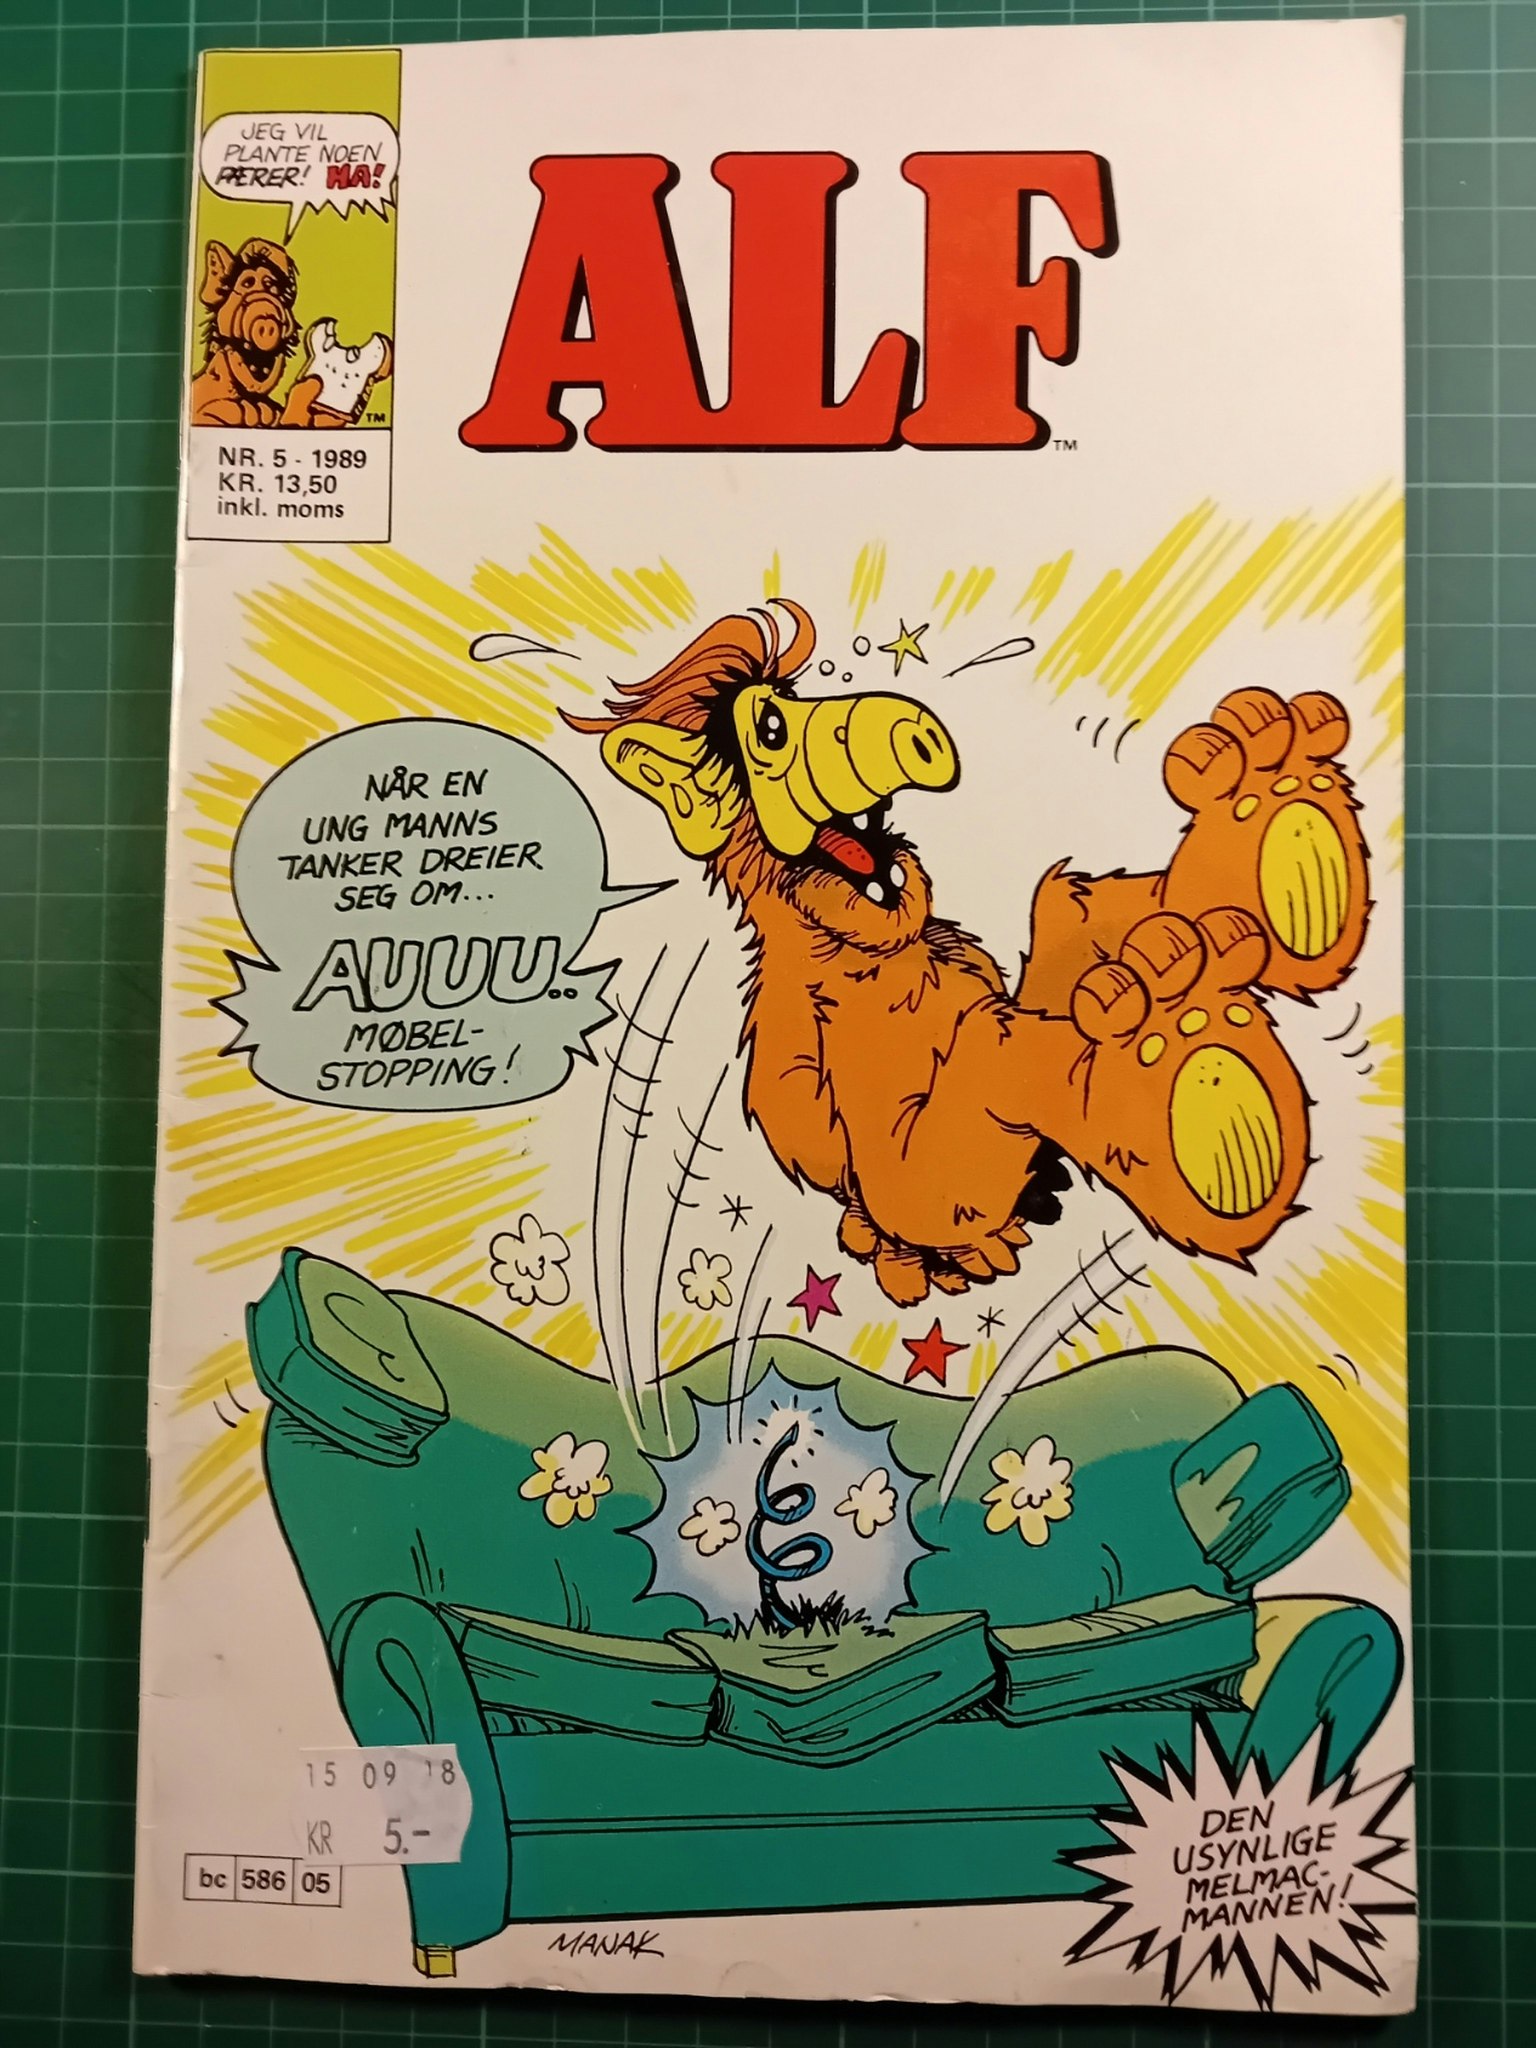 JEG VIL
PLANTE NOEN
PÆRER! HA!
TM
NR. 5 - 1989
KR. 13,50
inkl. moms
ALF
TM
NÅR EN
UNG MANNS
TANKER DREIER
SEG OM...
AUUU..
MØBEL-
STOPPING!
15 09 18
KR 5.-
bc 586 05
MANAK
DEN
USYNLIGE
MELMAC-
MANNEN!